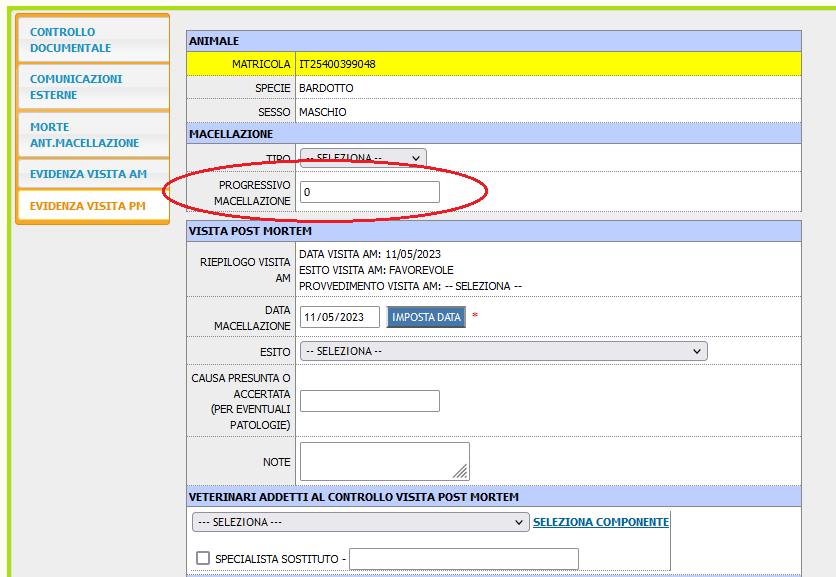 CONTROLLO
DOCUMENTALE
COMUNICAZIONI
ESTERNE
MORTE
ANT.MACELLAZIONE
EVIDENZA VISITA AM
EVIDENZA VISITA PM
ANIMALE
MATRICOLA IT25400399048
SPECIE BARDOTTO
SESSO MASCHIO
MACELLAZIONE
TIPO -- SELEZIONA --
PROGRESSIVO
MACELLAZIONE 0
VISITA POST MORTEM
RIEPILOGO VISITA
AM
DATA VISITA AM: 11/05/2023
ESITO VISITA AM: FAVOREVOLE
PROVVEDIMENTO VISITA AM: -- SELEZIONA --
DATA
MACELLAZIONE
11/05/2023 IMPOSTA DATA *
ESITO -- SELEZIONA --
CAUSA PRESUNTA O
ACCERTATA
(PER EVENTUALI
PATOLOGIE)
NOTE
VETERINARI ADDETTI AL CONTROLLO VISITA POST MORTEM
--- SELEZIONA --- SELEZIONA COMPONENTE
SPECIALISTA SOSTITUTO -